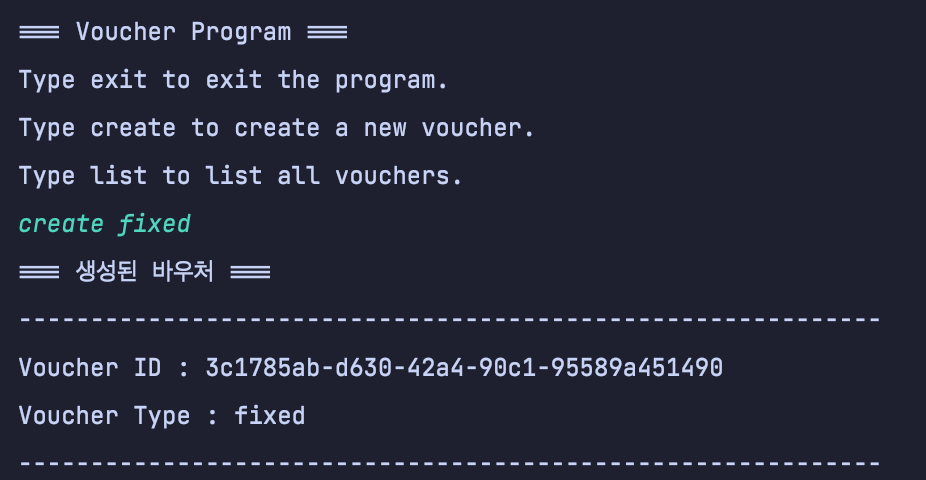 === Voucher Program ===
Type exit to exit the program.
Type create to create a new voucher.
Type list to list all vouchers.
create fixed
=== 생성된 바우처 ===
------------------------------------------------------------
Voucher ID : 3c1785ab-d630-42a4-90c1-95589a451490
Voucher Type : fixed
------------------------------------------------------------